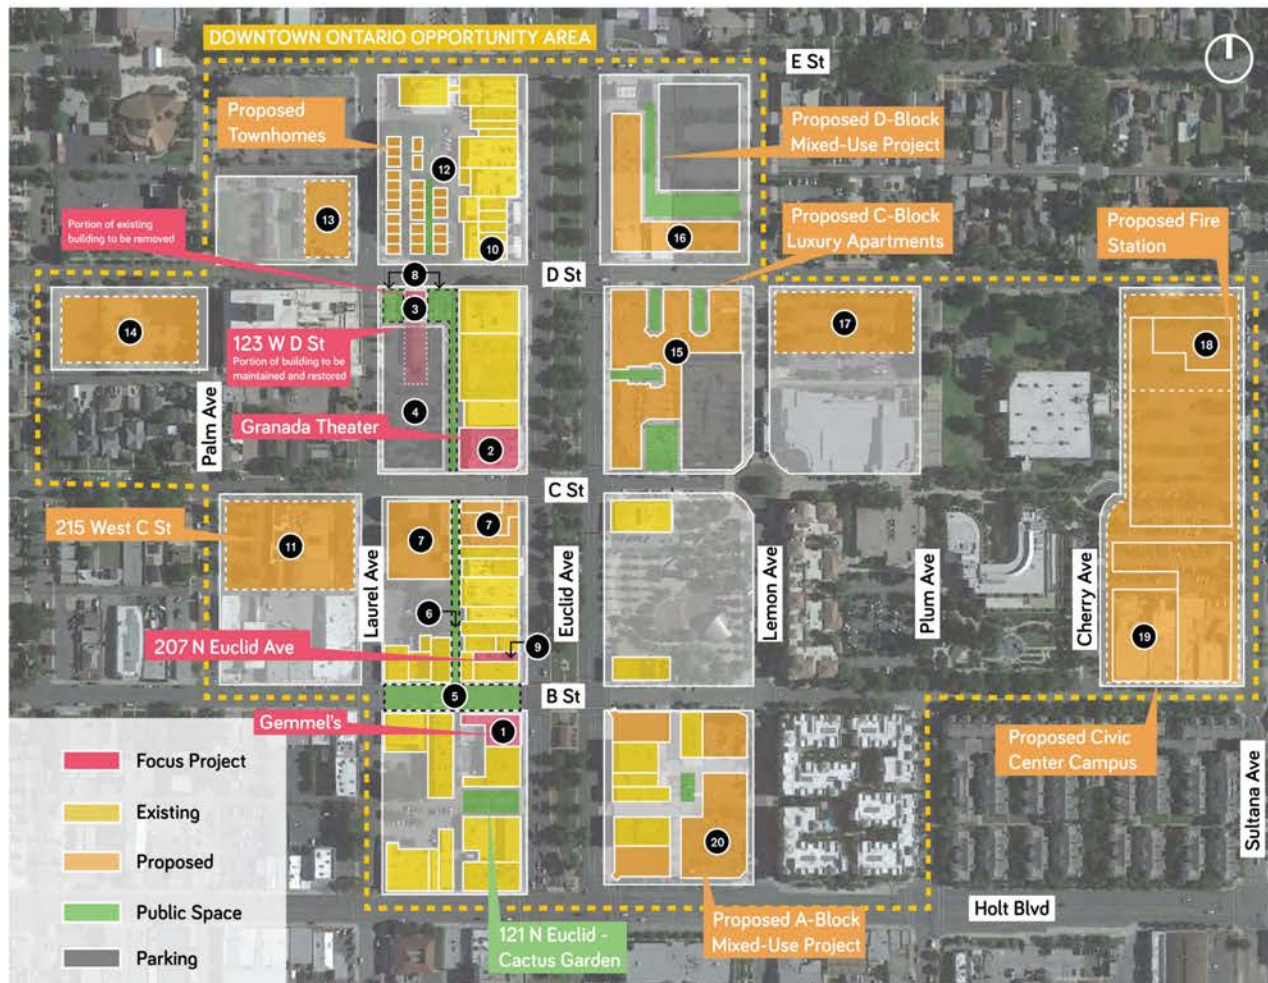 DOWNTOWN ONTARIO OPPORTUNITY AREA
E St
Proposed
Townhomes
Proposed D-Block
Mixed-Use Project
12
13
Portion of existing
building to be removed
10
16
Proposed C-Block
Luxury Apartments
Proposed Fire
Station
8
D St
3
14
123 W D St
Portion of building to be
maintained and restored
17
18
15
4
Palm Ave
Granada Theater
2
C St
215 West C St
11
7
7
Laurel Ave
Euclid Ave
Lemon Ave
Plum Ave
Cherry Ave
6
207 N Euclid Ave
9
19
5
B St
Gemmel's
1
Proposed Civic
Center Campus
Sultana Ave
20
Holt Blvd
Proposed A-Block
Mixed-Use Project
121 N Euclid -
Cactus Garden
Focus Project
Existing
Proposed
Public Space
Parking